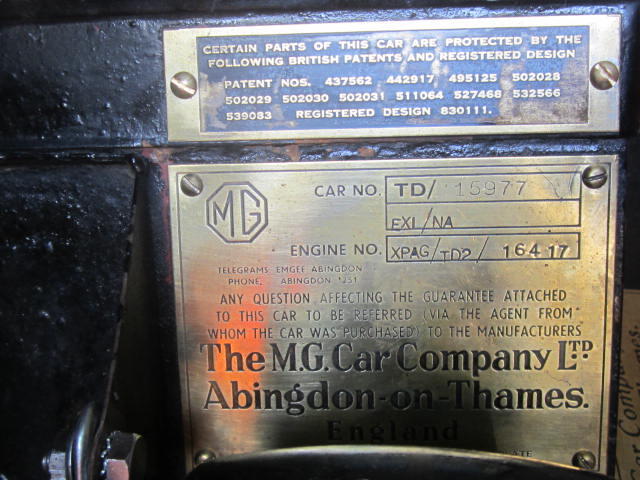 CERTAIN PARTS OF THIS CAR ARE PROTECTED BY THE
FOLLOWING BRITISH PATENTS AND REGISTERED DESIGN
PATENT NOS. 437562 442917 495125 502028
502029 502030 502031 511064 527468 532566
539083 REGISTERED DESIGN 830111.
MG
CAR NO. TD/ 15977
EXL/NA
ENGINE NO. XPAG/TD2/ 16417
TELEGRAMS EMGEE ABINGDON
PHONE, ABINGDON 251
ANY QUESTION AFFECTING THE GUARANTEE ATTACHED
TO THIS CAR TO BE REFERRED (VIA THE AGENT FROM
WHOM THE CAR WAS PURCHASED) TO THE MANUFACTURERS
The M.G. Car Company LTD.
Abingdon-on-Thames.
England